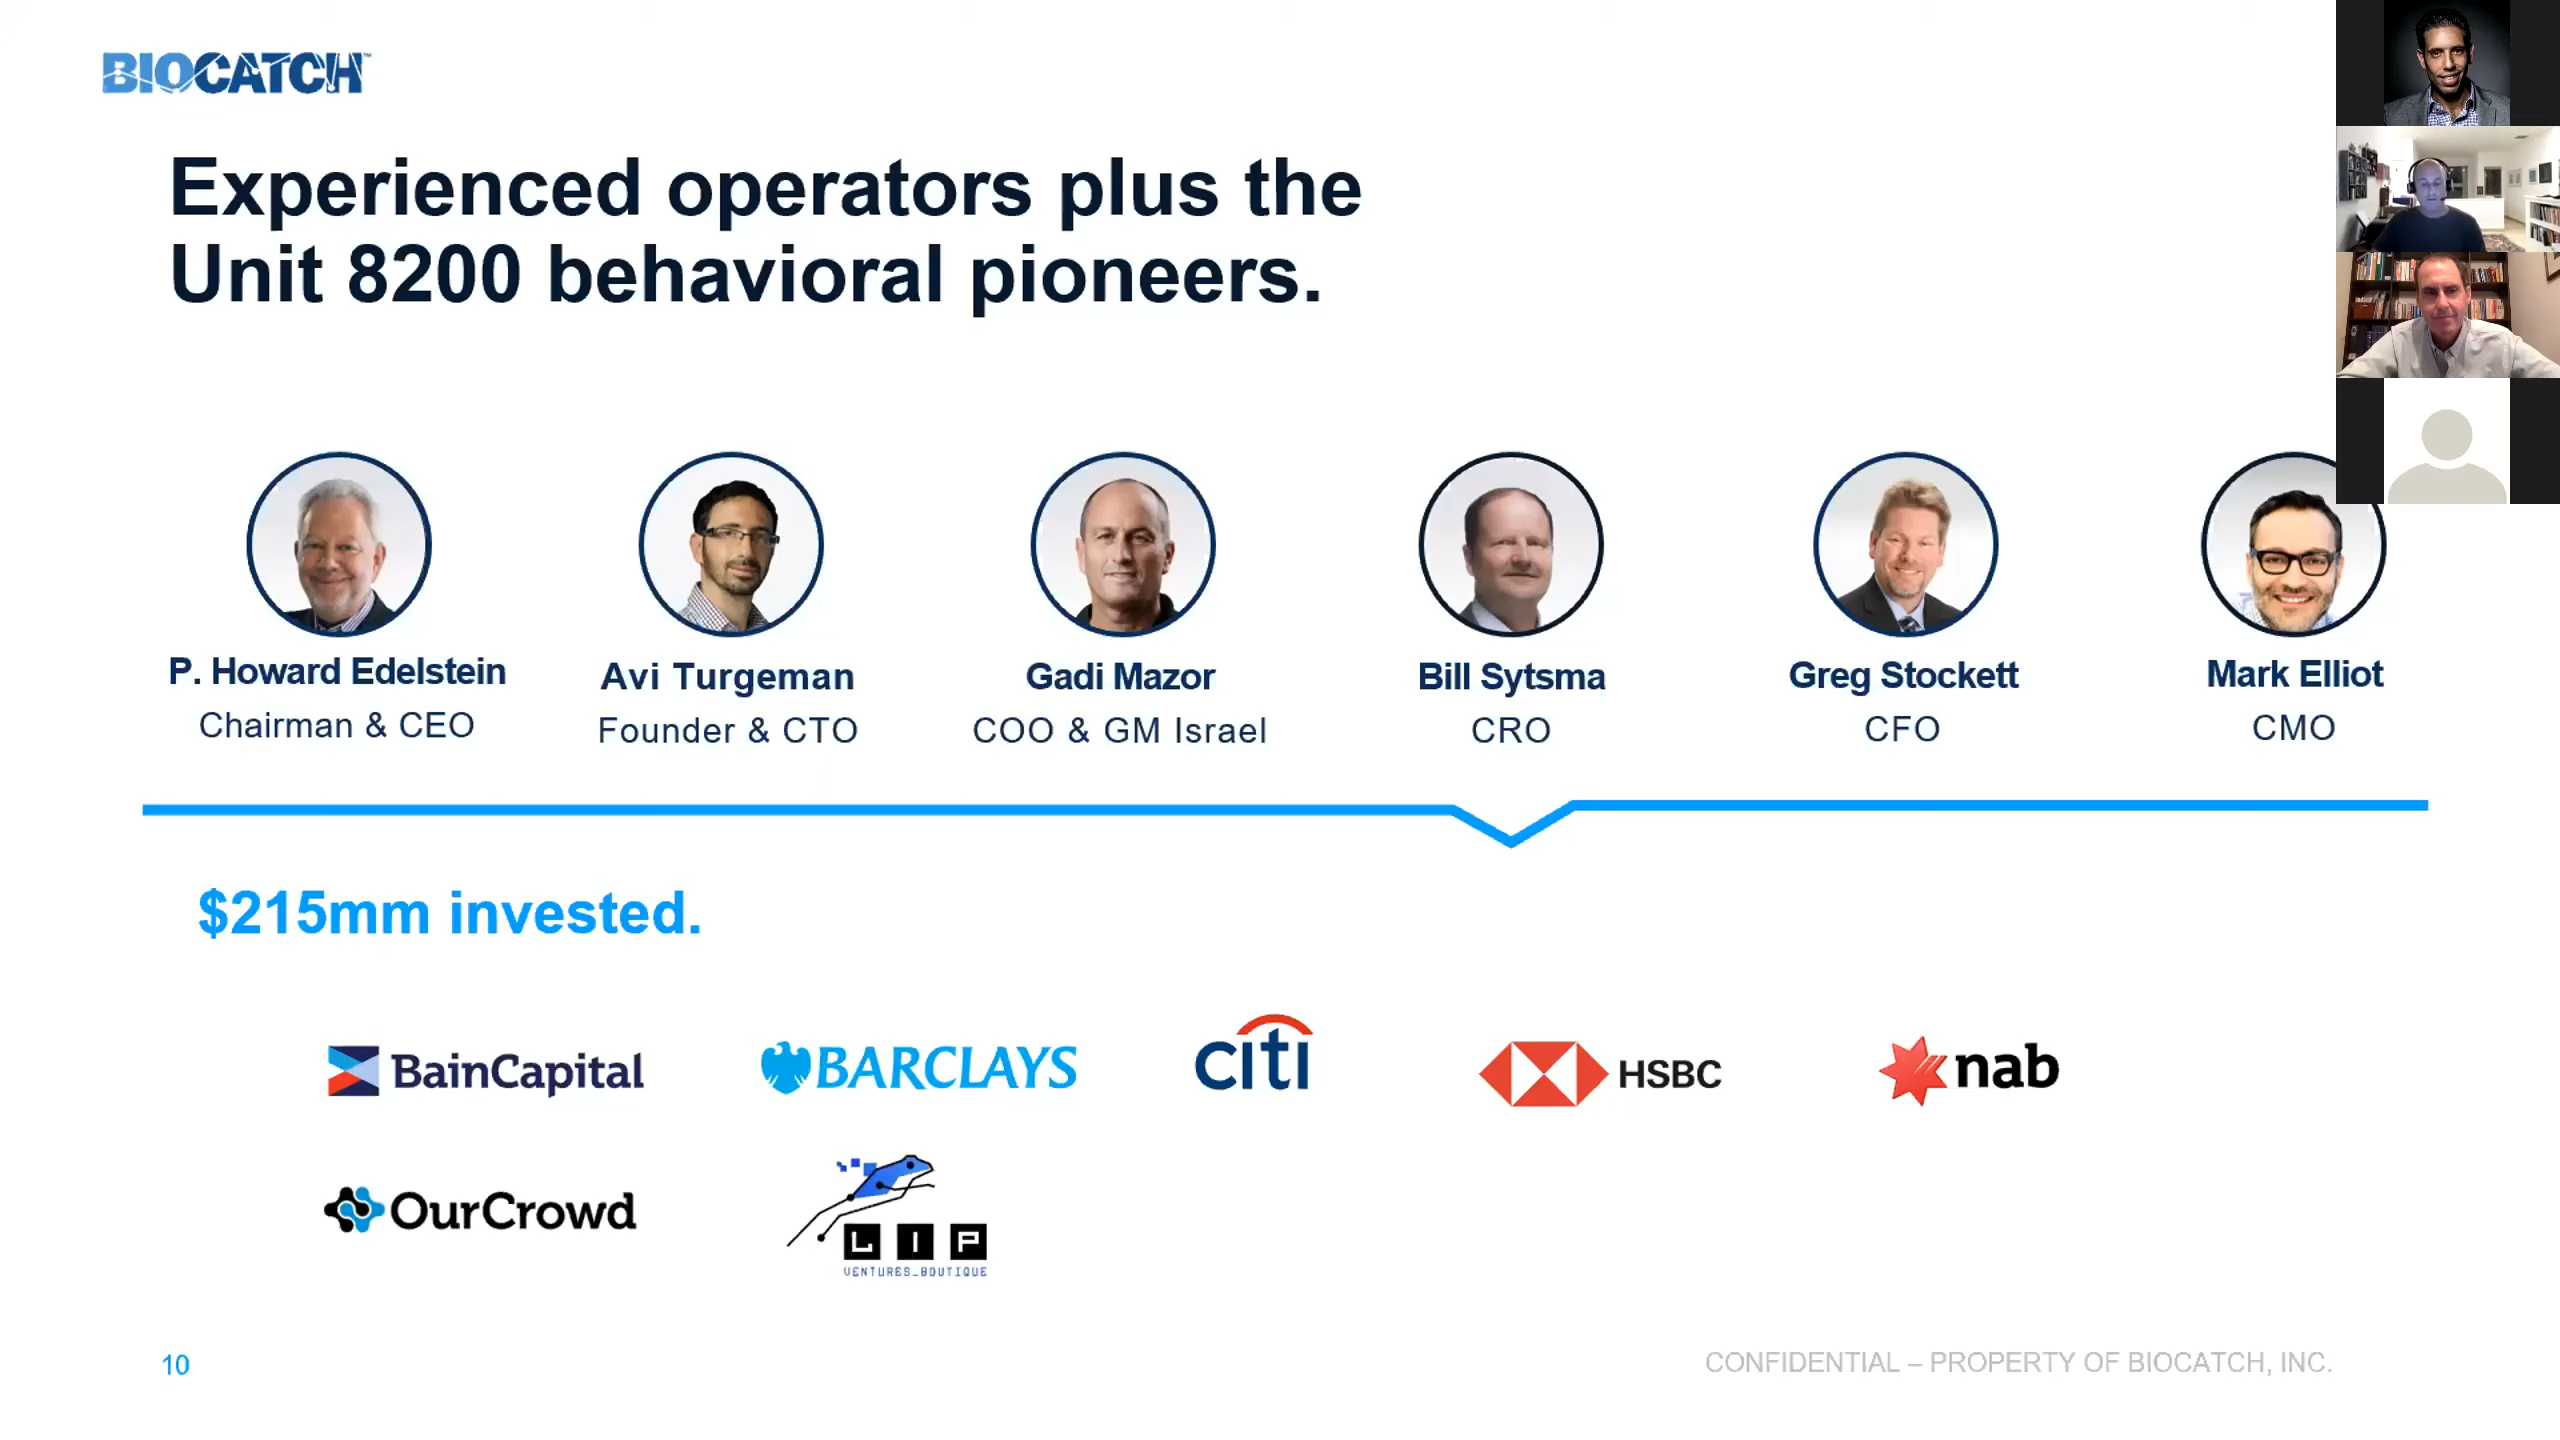 BIOCATCH™
Experienced operators plus the
Unit 8200 behavioral pioneers.
P. Howard Edelstein
Chairman & CEO
Avi Turgeman
Founder & CTO
Gadi Mazor
COO & GM Israel
Bill Sytsma
CRO
Greg Stockett
CFO
Mark Elliot
CMO
$215mm invested.
BainCapital
BARCLAYS
citi
HSBC
nab
OurCrowd
LIP
VENTURES_BOUTIQUE
10
CONFIDENTIAL – PROPERTY OF BIOCATCH, INC.